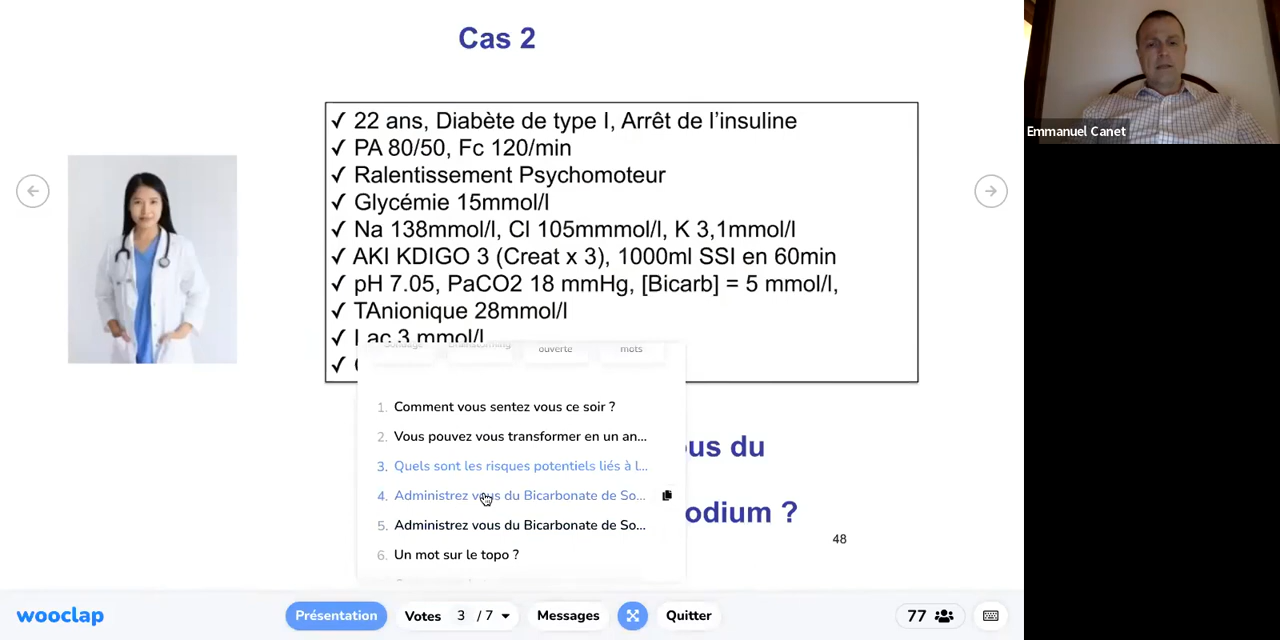 Cas 2
✓ 22 ans, Diabète de type I, Arrêt de l'insuline
✓ PA 80/50, Fc 120/min
✓ Ralentissement Psychomoteur
✓ Glycémie 15mmol/l
✓ Na 138mmol/l, Cl 105mmmol/l, K 3,1mmol/l
✓ AKI KDIGO 3 (Creat x 3), 1000ml SSI en 60min
✓ pH 7.05, PaCO2 18 mmHg, [Bicarb] = 5 mmol/l,
✓ TAnionique 28mmol/l
✓ Lac 3 mmol/l
✓
ouverte mots
1. Comment vous sentez vous ce soir ?
2. Vous pouvez vous transformer en un an...
3. Quels sont les risques potentiels liés à l...
4. Administrez vous du Bicarbonate de So...
5. Administrez vous du Bicarbonate de So...
6. Un mot sur le topo ?
us du
odium ?
48
Emmanuel Canet
wooclap
Présentation Votes 3 / 7 Messages Quitter 77